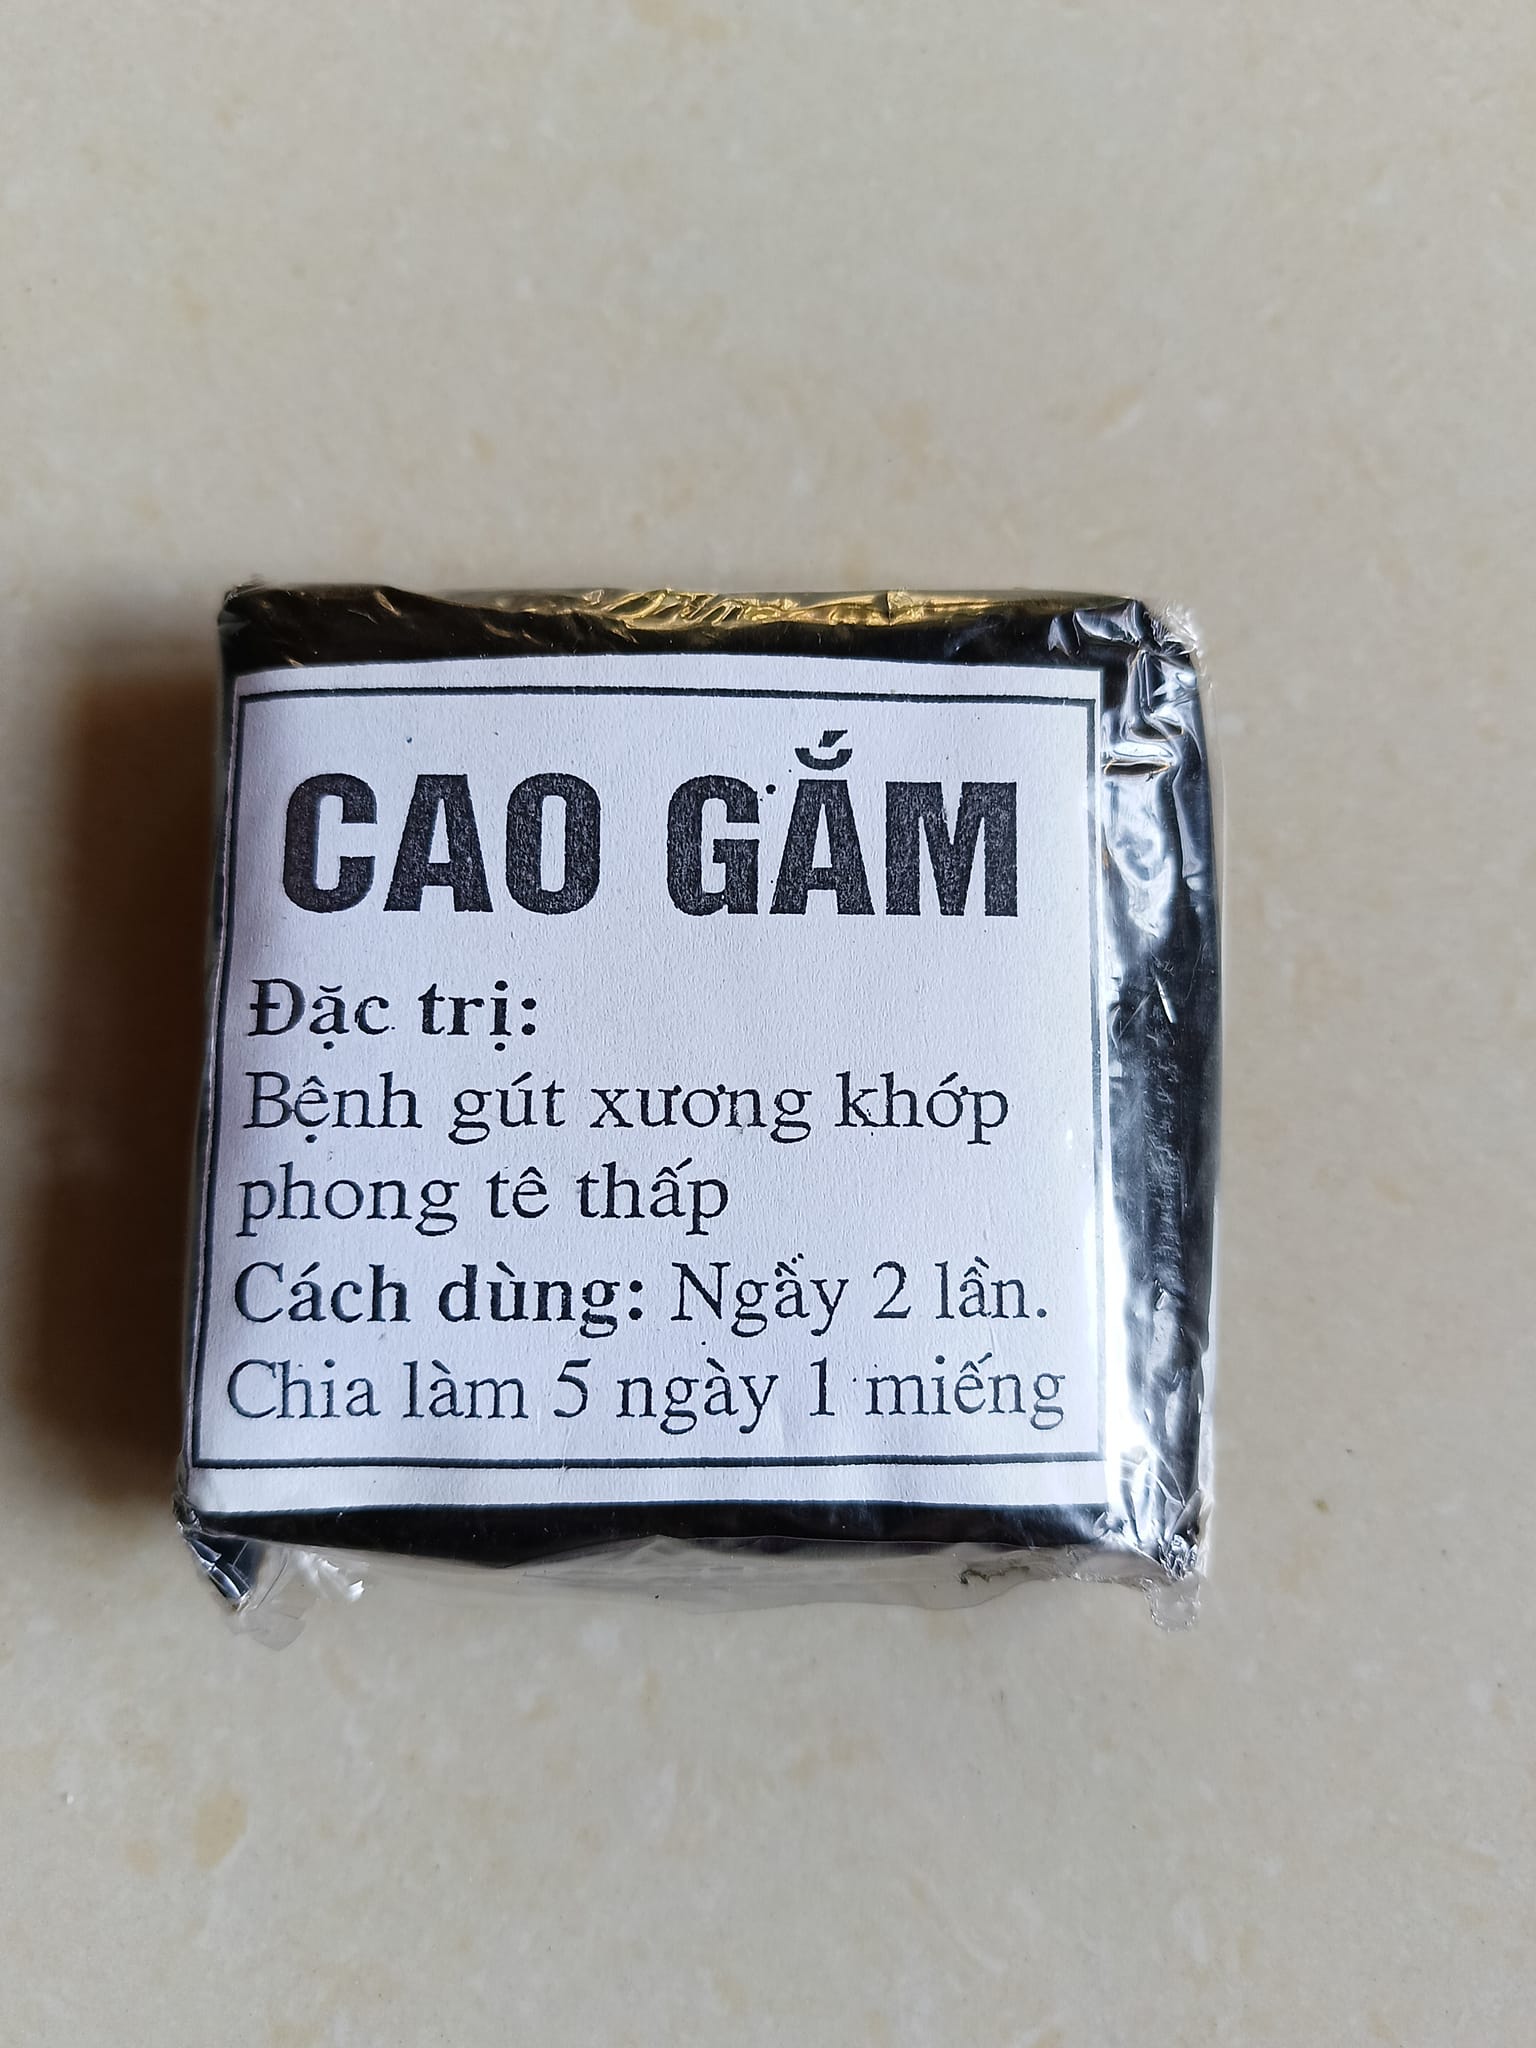 CAO GẮM
Đặc trị:
Bệnh gút xương khớp
phong tê thấp
Cách dùng: Ngầy 2 lần.
Chia làm 5 ngày 1 miếng